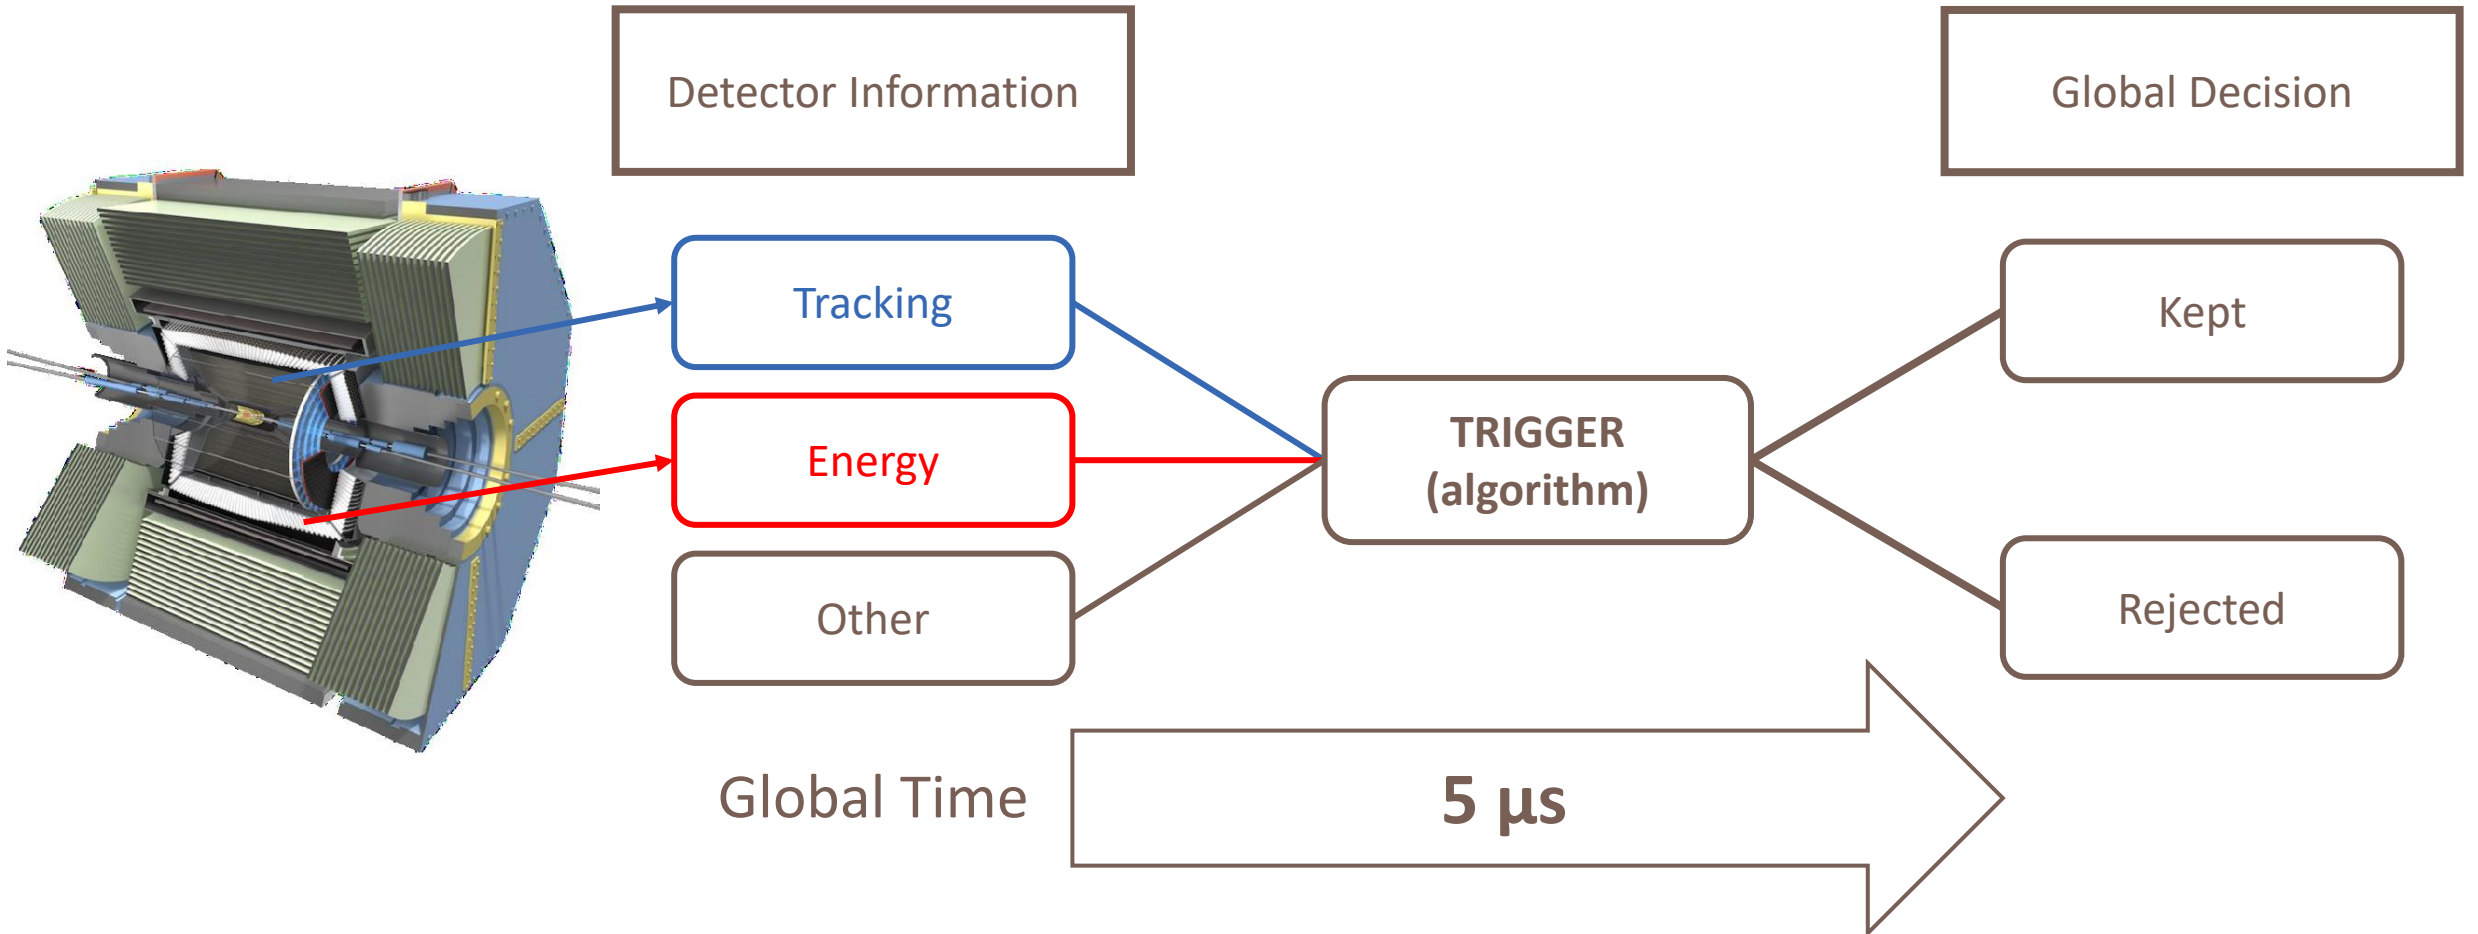 Detector Information
Global Decision
Tracking
Energy
Other
TRIGGER
(algorithm)
Kept
Rejected
Global Time
5 μs